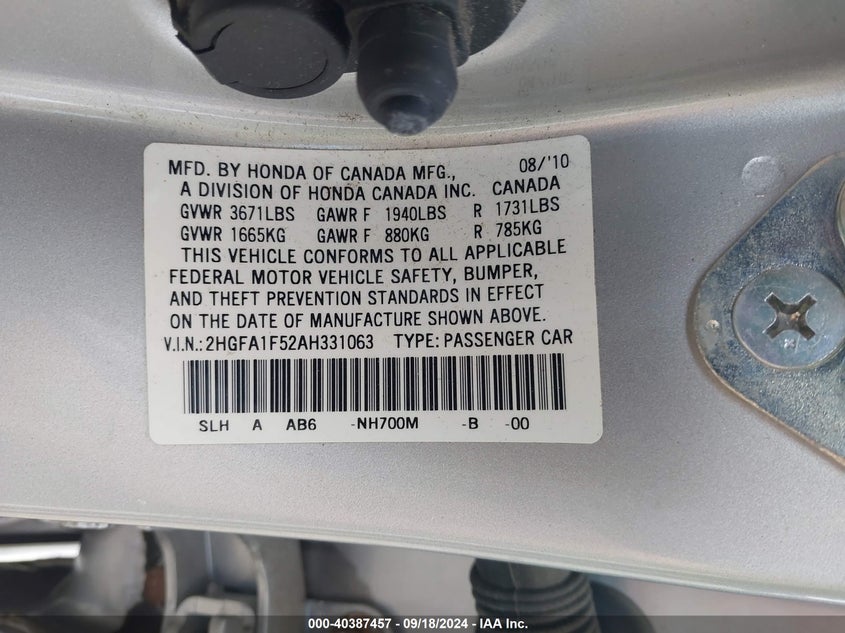 MFD. BY HONDA OF CANADA MFG., 08/'10
A DIVISION OF HONDA CANADA INC. CANADA
GVWR 3671LBS GAWR F 1940LBS R 1731LBS
GVWR 1665KG GAWR F 880KG R 785KG
THIS VEHICLE CONFORMS TO ALL APPLICABLE
FEDERAL MOTOR VEHICLE SAFETY, BUMPER,
AND THEFT PREVENTION STANDARDS IN EFFECT
ON THE DATE OF MANUFACTURE SHOWN ABOVE.
V.I.N.: 2HGFA1F52AH331063 TYPE: PASSENGER CAR
SLH A AB6 -NH700M -B -00
000-40387457 - 09/18/2024 - IAA Inc.